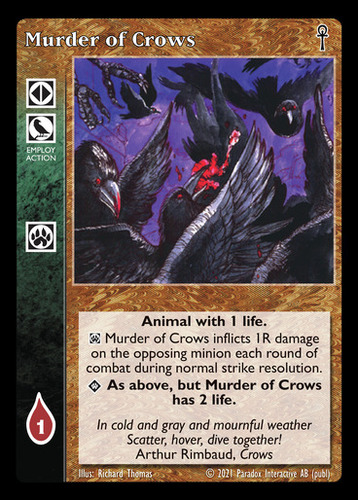 Murder of Crows
EMPLOY
ACTION
Animal with 1 life.
Murder of Crows inflicts 1R damage
on the opposing minion each round of
combat during normal strike resolution.
As above, but Murder of Crows
has 2 life.
In cold and gray and mournful weather
Scatter, hover, dive together!
Arthur Rimbaud, Crows
1
Illus: Richard Thomas © 2021 Paradox Interactive AB (publ)